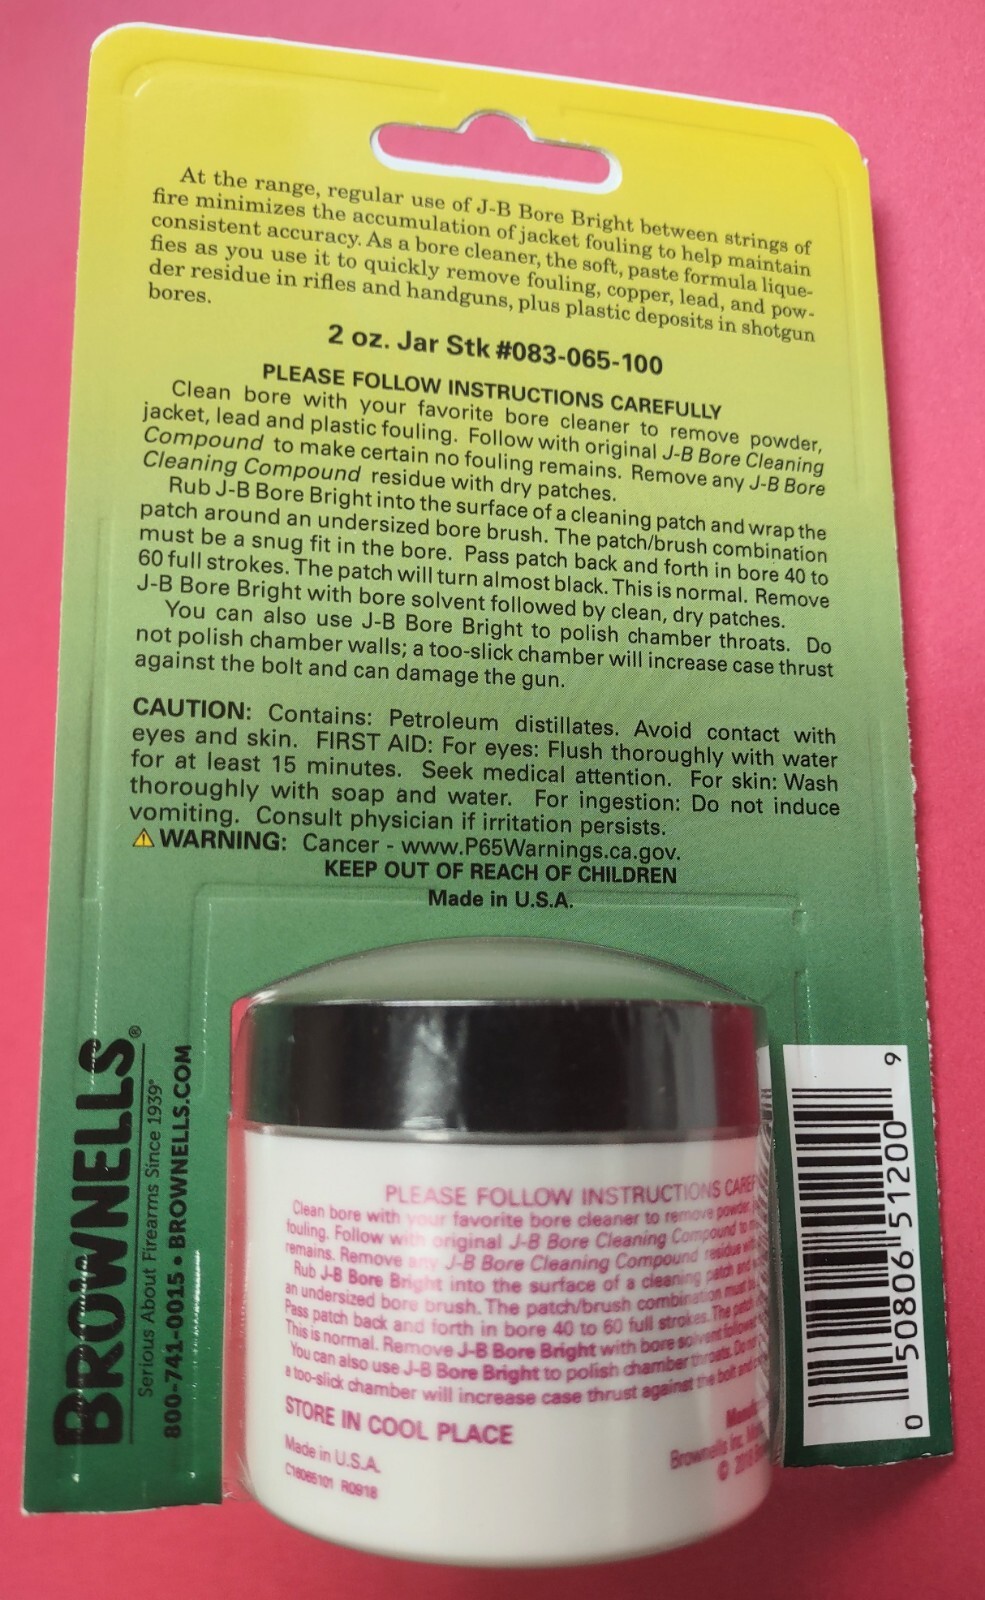 At the range, regular use of J-B Bore Bright between strings of
fire minimizes the accumulation of jacket fouling to help maintain
consistent accuracy. As a bore cleaner, the soft, paste formula lique-
fies as you use it to quickly remove fouling, copper, lead, and pow-
der residue in rifles and handguns, plus plastic deposits in shotgun
bores.
2 oz. Jar Stk #083-065-100
PLEASE FOLLOW INSTRUCTIONS CAREFULLY
Clean bore with your favorite bore cleaner to remove powder,
jacket, lead and plastic fouling. Follow with original J-B Bore Cleaning
Compound to make certain no fouling remains. Remove any J-B Bore
Cleaning Compound residue with dry patches.
Rub J-B Bore Bright into the surface of a cleaning patch and wrap the
patch around an undersized bore brush. The patch/brush combination
must be a snug fit in the bore. Pass patch back and forth in bore 40 to
60 full strokes. The patch will turn almost black. This is normal. Remove
J-B Bore Bright with bore solvent followed by clean, dry patches.
You can also use J-B Bore Bright to polish chamber throats. Do
not polish chamber walls; a too-slick chamber will increase case thrust
against the bolt and can damage the gun.
CAUTION: Contains: Petroleum distillates. Avoid contact with
eyes and skin. FIRST AID: For eyes: Flush thoroughly with water
for at least 15 minutes. Seek medical attention. For skin: Wash
thoroughly with soap and water. For ingestion: Do not induce
vomiting. Consult physician if irritation persists.
⚠ WARNING: Cancer - www.P65Warnings.ca.gov.
KEEP OUT OF REACH OF CHILDREN
Made in U.S.A.
BROWNELLS®
Serious About Firearms Since 1939®
800-741-0015 • BROWNELLS.COM
PLEASE FOLLOW INSTRUCTIONS CAREF
Clean bore with your favorite bore cleaner to remove powder,
fouling. Follow with original J-B Bore Cleaning Compound to
remains. Remove any J-B Bore Cleaning Compound residue with
Rub J-B Bore Bright into the surface of a cleaning patch and
an undersized bore brush. The patch/brush combination must
Pass patch back and forth in bore 40 to 60 full strokes. The patch
This is normal. Remove J-B Bore Bright with bore solvent followed
You can also use J-B Bore Bright to polish chamber throats. Do not
a too-slick chamber will increase case thrust against the bolt and
STORE IN COOL PLACE
Made in U.S.A.
C18065101 R0918
Brownells Inc.
©
0 50806 51200 9